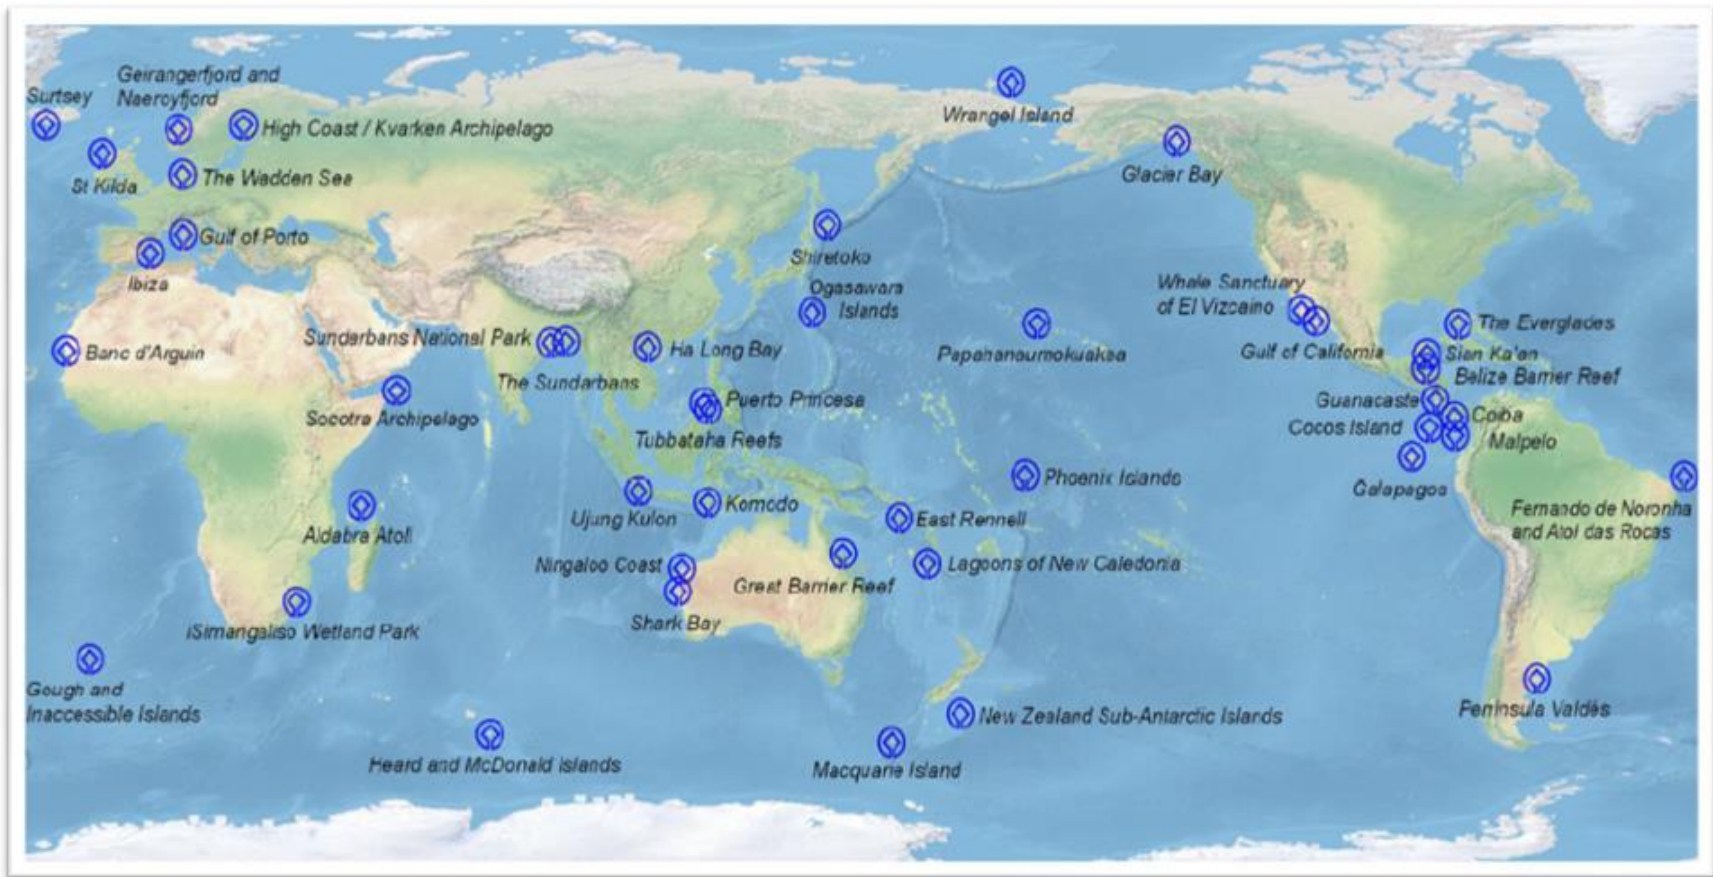 Surtsey
Geirangerfjord and
Naeroyfjord
High Coast / Kvarken Archipelago
St Kilda
The Wadden Sea
Gulf of Porto
Ibiza
Banc d'Arguin
Socotra Archipelago
Sundarbans National Park
The Sundarbans
Ha Long Bay
Puerto Princesa
Tubbataha Reefs
Ujung Kulon
Komodo
Aldabra Atoll
iSimangaliso Wetland Park
Gough and
Inaccessible Islands
Heard and McDonald Islands
Ningaloo Coast
Shark Bay
Great Barrier Reef
East Rennell
Lagoons of New Caledonia
New Zealand Sub-Antarctic Islands
Macquarie Island
Wrangel Island
Glacier Bay
Shiretoko
Ogasawara
Islands
Papahanaumokuakea
Phoenix Islands
Whale Sanctuary
of El Vizcaino
Gulf of California
The Everglades
Sian Ka'an
Belize Barrier Reef
Guanacaste
Coiba
Cocos Island
Malpelo
Galapagos
Fernando de Noronha
and Atol das Rocas
Peninsula Valdés